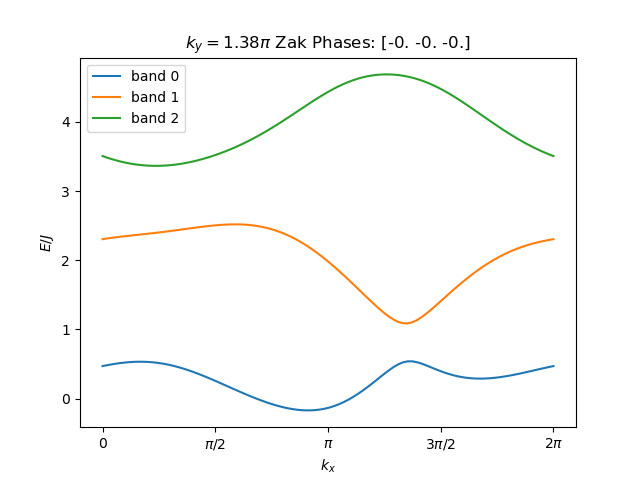 $k_y = 1.38\pi$ Zak Phases: [-0. -0. -0.]
band 0
band 1
band 2
E/J
4
3
2
1
0
0 π/2 π 3π/2 2π
$k_x$